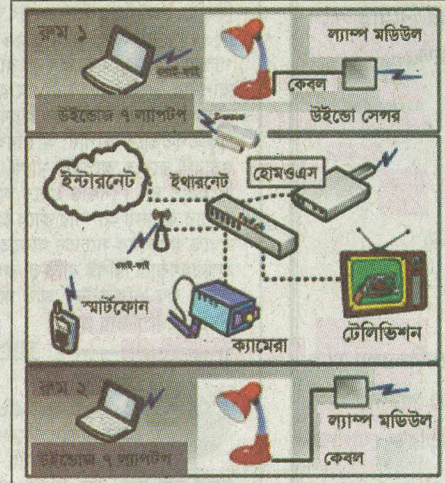 রুম ১
ল্যাম্প মডিউল
ওয়াই-ফাই
কেবল
উইন্ডোজ ৭ ল্যাপটপ
উইন্ডো সেন্সর
ইন্টারনেট
ইথারনেট
হোমওএস
ওয়াই-ফাই
স্মার্টফোন
ক্যামেরা
টেলিভিশন
রুম ২
ল্যাম্প মডিউল
উইন্ডোজ ৭ ল্যাপটপ
কেবল